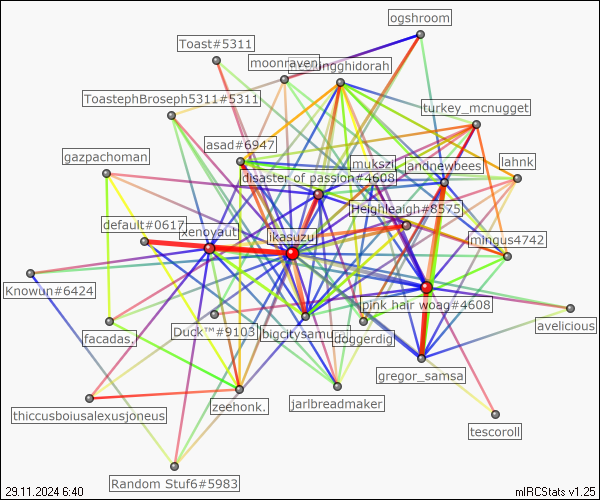 ogshroom
Toast#5311
moonraven
ghidorah
ToastephBroseph5311#5311
turkey_mcnugget
asad#6947
gazpachoman
mukszi
andnewbees
lahnk
disaster of passion#4608
Heighleaigh#8575
default#0617
xenoyaut
ikasuzu
mingus4742
Knowun#6424
pink hair woag#4608
facadas.
Duck™#9103
bigcitysamu
doggerdig
avelicious
gregor_samsa
thiccusboiusalexusjoneus
zeehonk.
jarlbreadmaker
tescoroll
Random Stuf6#5983
29.11.2024 6:40
mIRCStats v1.25